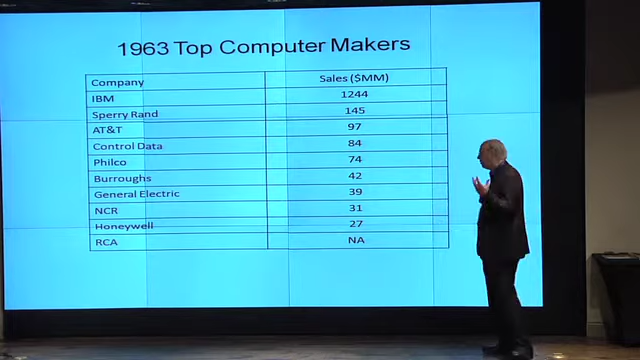 1963 Top Computer Makers
Company Sales ($MM)
IBM 1244
Sperry Rand 145
AT&T 97
Control Data 84
Philco 74
Burroughs 42
General Electric 39
NCR 31
Honeywell 27
RCA NA